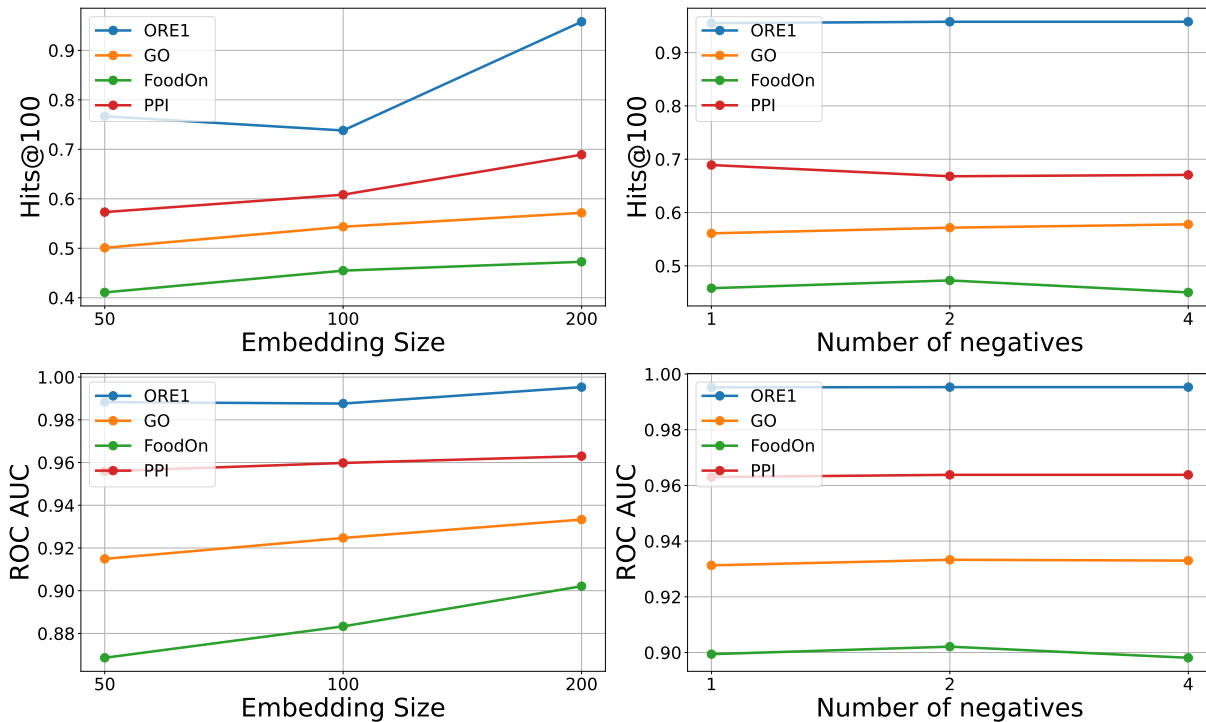 Hits@100
0.9
0.8
0.7
0.6
0.5
0.4
ORE1
GO
FoodOn
PPI
50
100
200
Embedding Size
Hits@100
0.9
0.8
0.7
0.6
0.5
ORE1
GO
FoodOn
PPI
1
2
4
Number of negatives
ROC AUC
1.00
0.98
0.96
0.94
0.92
0.90
0.88
ORE1
GO
FoodOn
PPI
50
100
200
Embedding Size
ROC AUC
1.00
0.98
0.96
0.94
0.92
0.90
ORE1
GO
FoodOn
PPI
1
2
4
Number of negatives